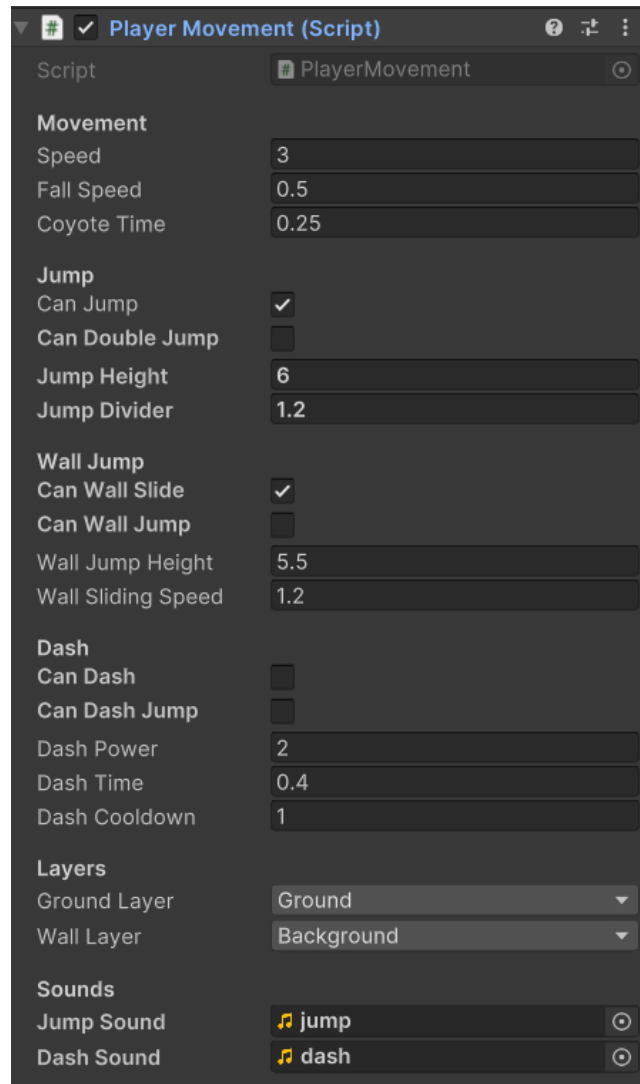 Player Movement (Script)
Script PlayerMovement
Movement
Speed 3
Fall Speed 0.5
Coyote Time 0.25
Jump
Can Jump
Can Double Jump
Jump Height 6
Jump Divider 1.2
Wall Jump
Can Wall Slide
Can Wall Jump
Wall Jump Height 5.5
Wall Sliding Speed 1.2
Dash
Can Dash
Can Dash Jump
Dash Power 2
Dash Time 0.4
Dash Cooldown 1
Layers
Ground Layer Ground
Wall Layer Background
Sounds
Jump Sound jump
Dash Sound dash